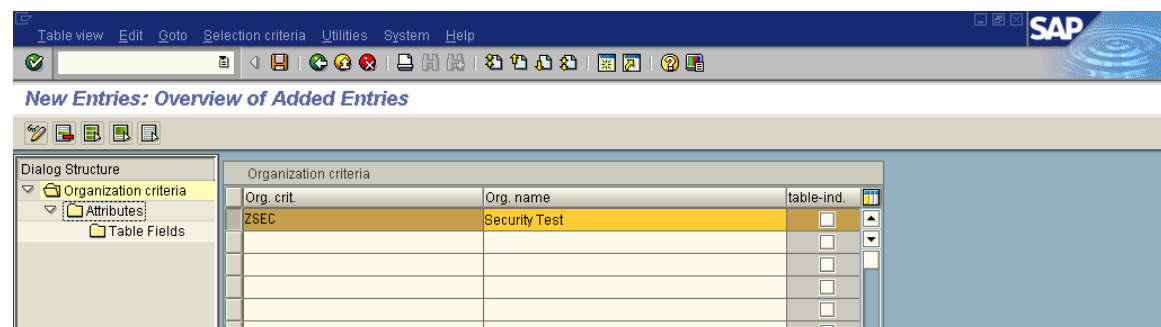 Table view Edit Goto Selection criteria Utilities System Help
SAP
New Entries: Overview of Added Entries
Dialog Structure
Organization criteria
Attributes
Table Fields
Organization criteria
Org. crit. Org. name table-ind.
ZSEC Security Test